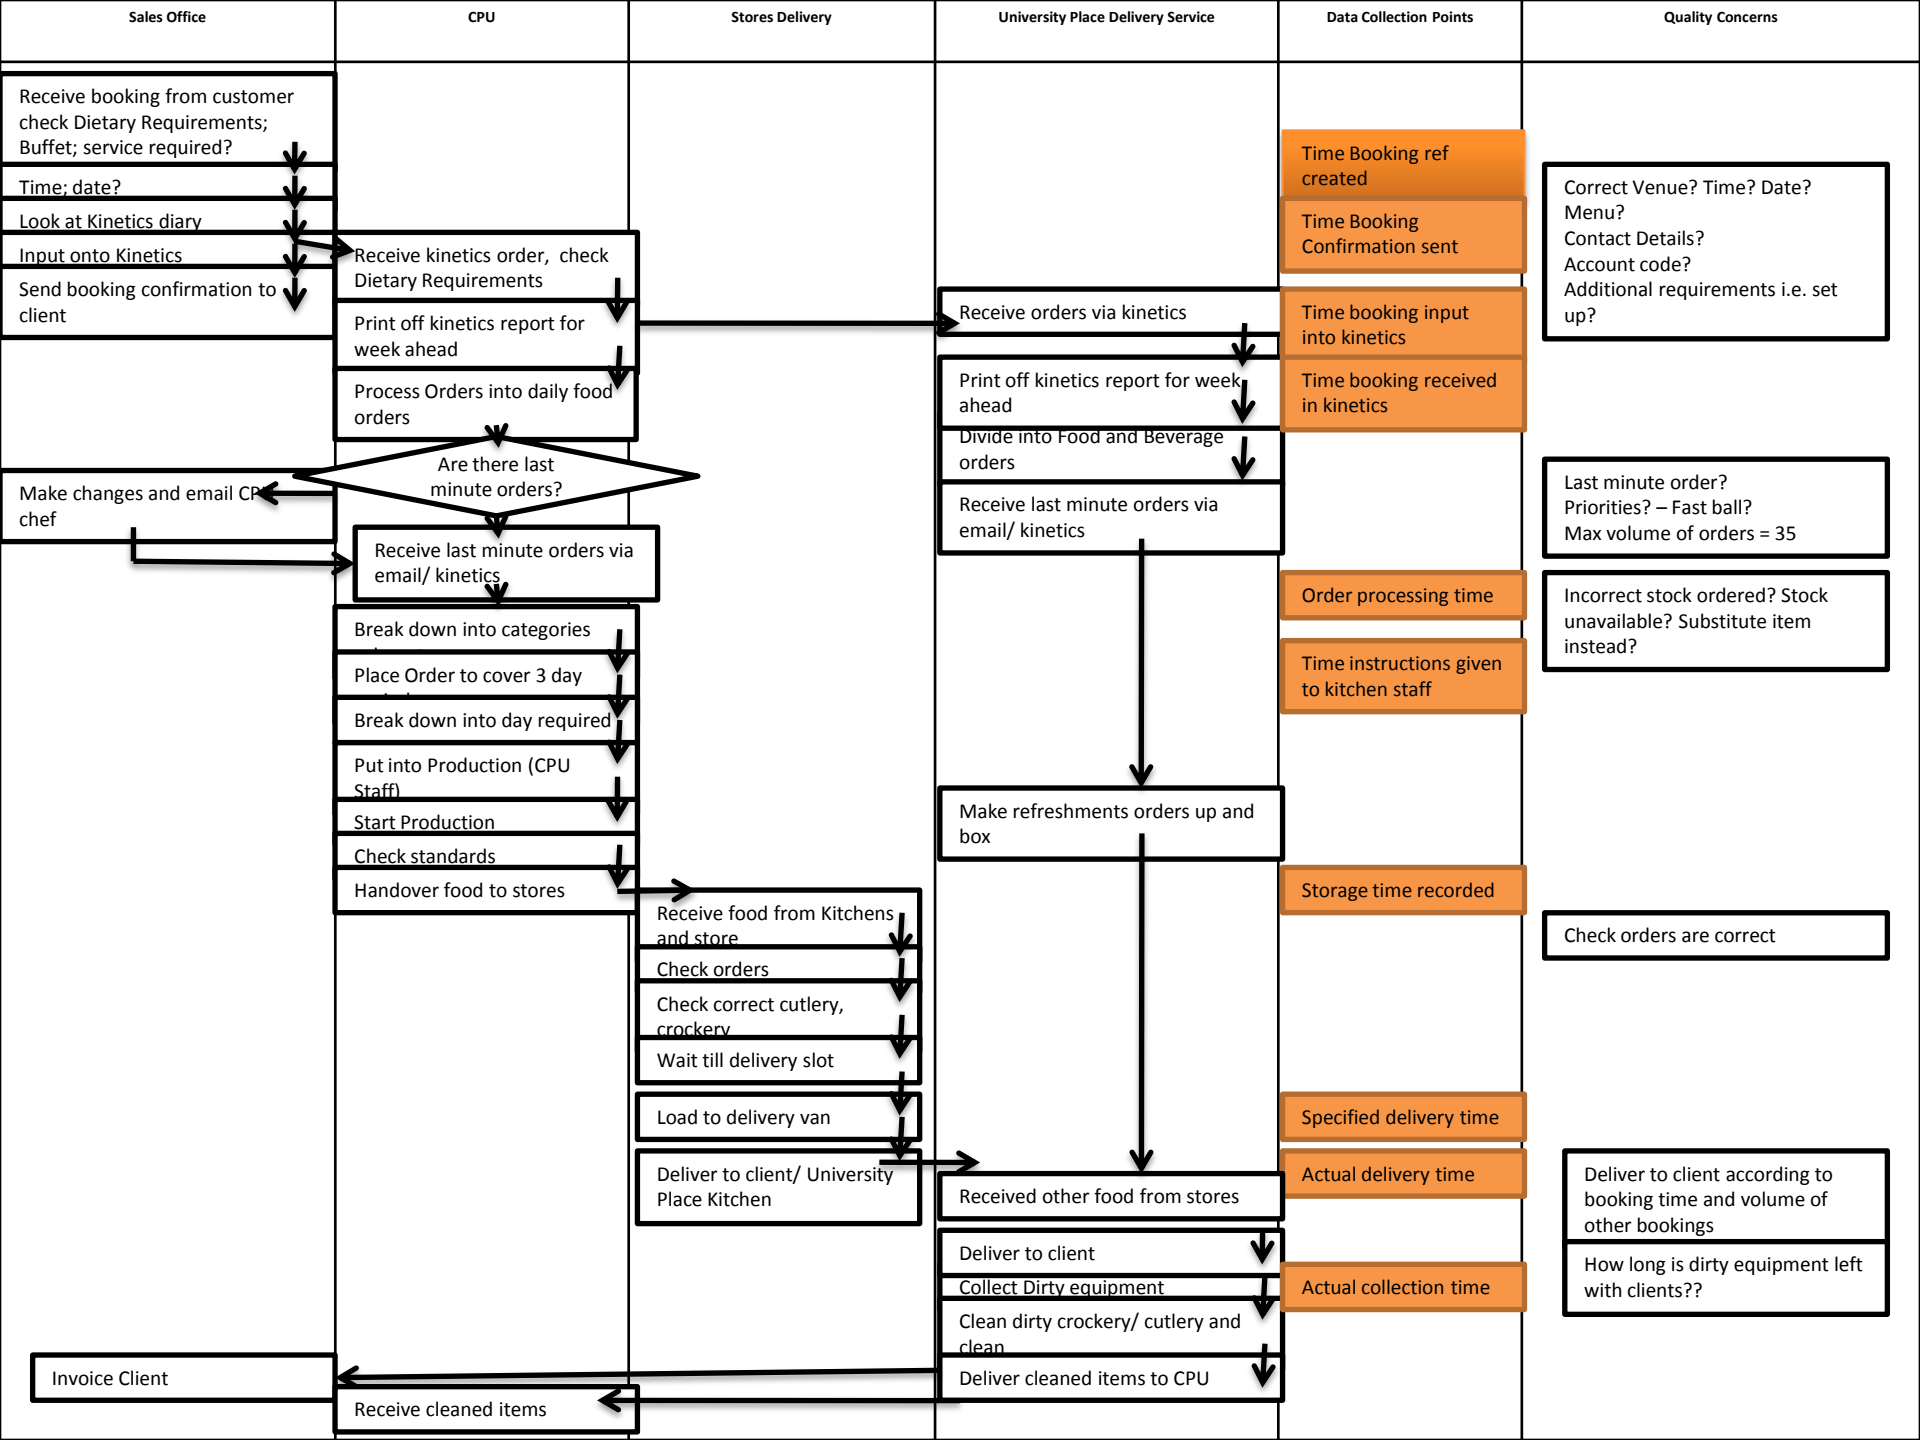 Sales Office
CPU
Stores Delivery
University Place Delivery Service
Data Collection Points
Quality Concerns
Receive booking from customer
check Dietary Requirements;
Buffet; service required?
Time; date?
Look at Kinetics diary
Input onto Kinetics
Send booking confirmation to
client
Make changes and email
chef
Invoice Client
Receive kinetics order, check
Dietary Requirements
Print off kinetics report for
week ahead
Process Orders into daily food
orders
Are there last
minute orders?
Receive last minute orders via
email/ kinetics
Break down into categories
Place Order to cover 3 day
Break down into day required
Put into Production (CPU
Staff)
Start Production
Check standards
Handover food to stores
Receive cleaned items
Receive food from Kitchens
and store
Check orders
Check correct cutlery,
crockery
Wait till delivery slot
Load to delivery van
Deliver to client/ University
Place Kitchen
Receive orders via kinetics
Print off kinetics report for week
ahead
Divide into Food and Beverage
orders
Receive last minute orders via
email/ kinetics
Make refreshments orders up and
box
Received other food from stores
Deliver to client
Collect Dirty equipment
Clean dirty crockery/ cutlery and
clean
Deliver cleaned items to CPU
Time Booking ref
created
Time Booking
Confirmation sent
Time booking input
into kinetics
Time booking received
in kinetics
Order processing time
Time instructions given
to kitchen staff
Storage time recorded
Specified delivery time
Actual delivery time
Actual collection time
Correct Venue? Time? Date?
Menu?
Contact Details?
Account code?
Additional requirements i.e. set
up?
Last minute order?
Priorities? – Fast ball?
Max volume of orders = 35
Incorrect stock ordered? Stock
unavailable? Substitute item
instead?
Check orders are correct
Deliver to client according to
booking time and volume of
other bookings
How long is dirty equipment left
with clients??